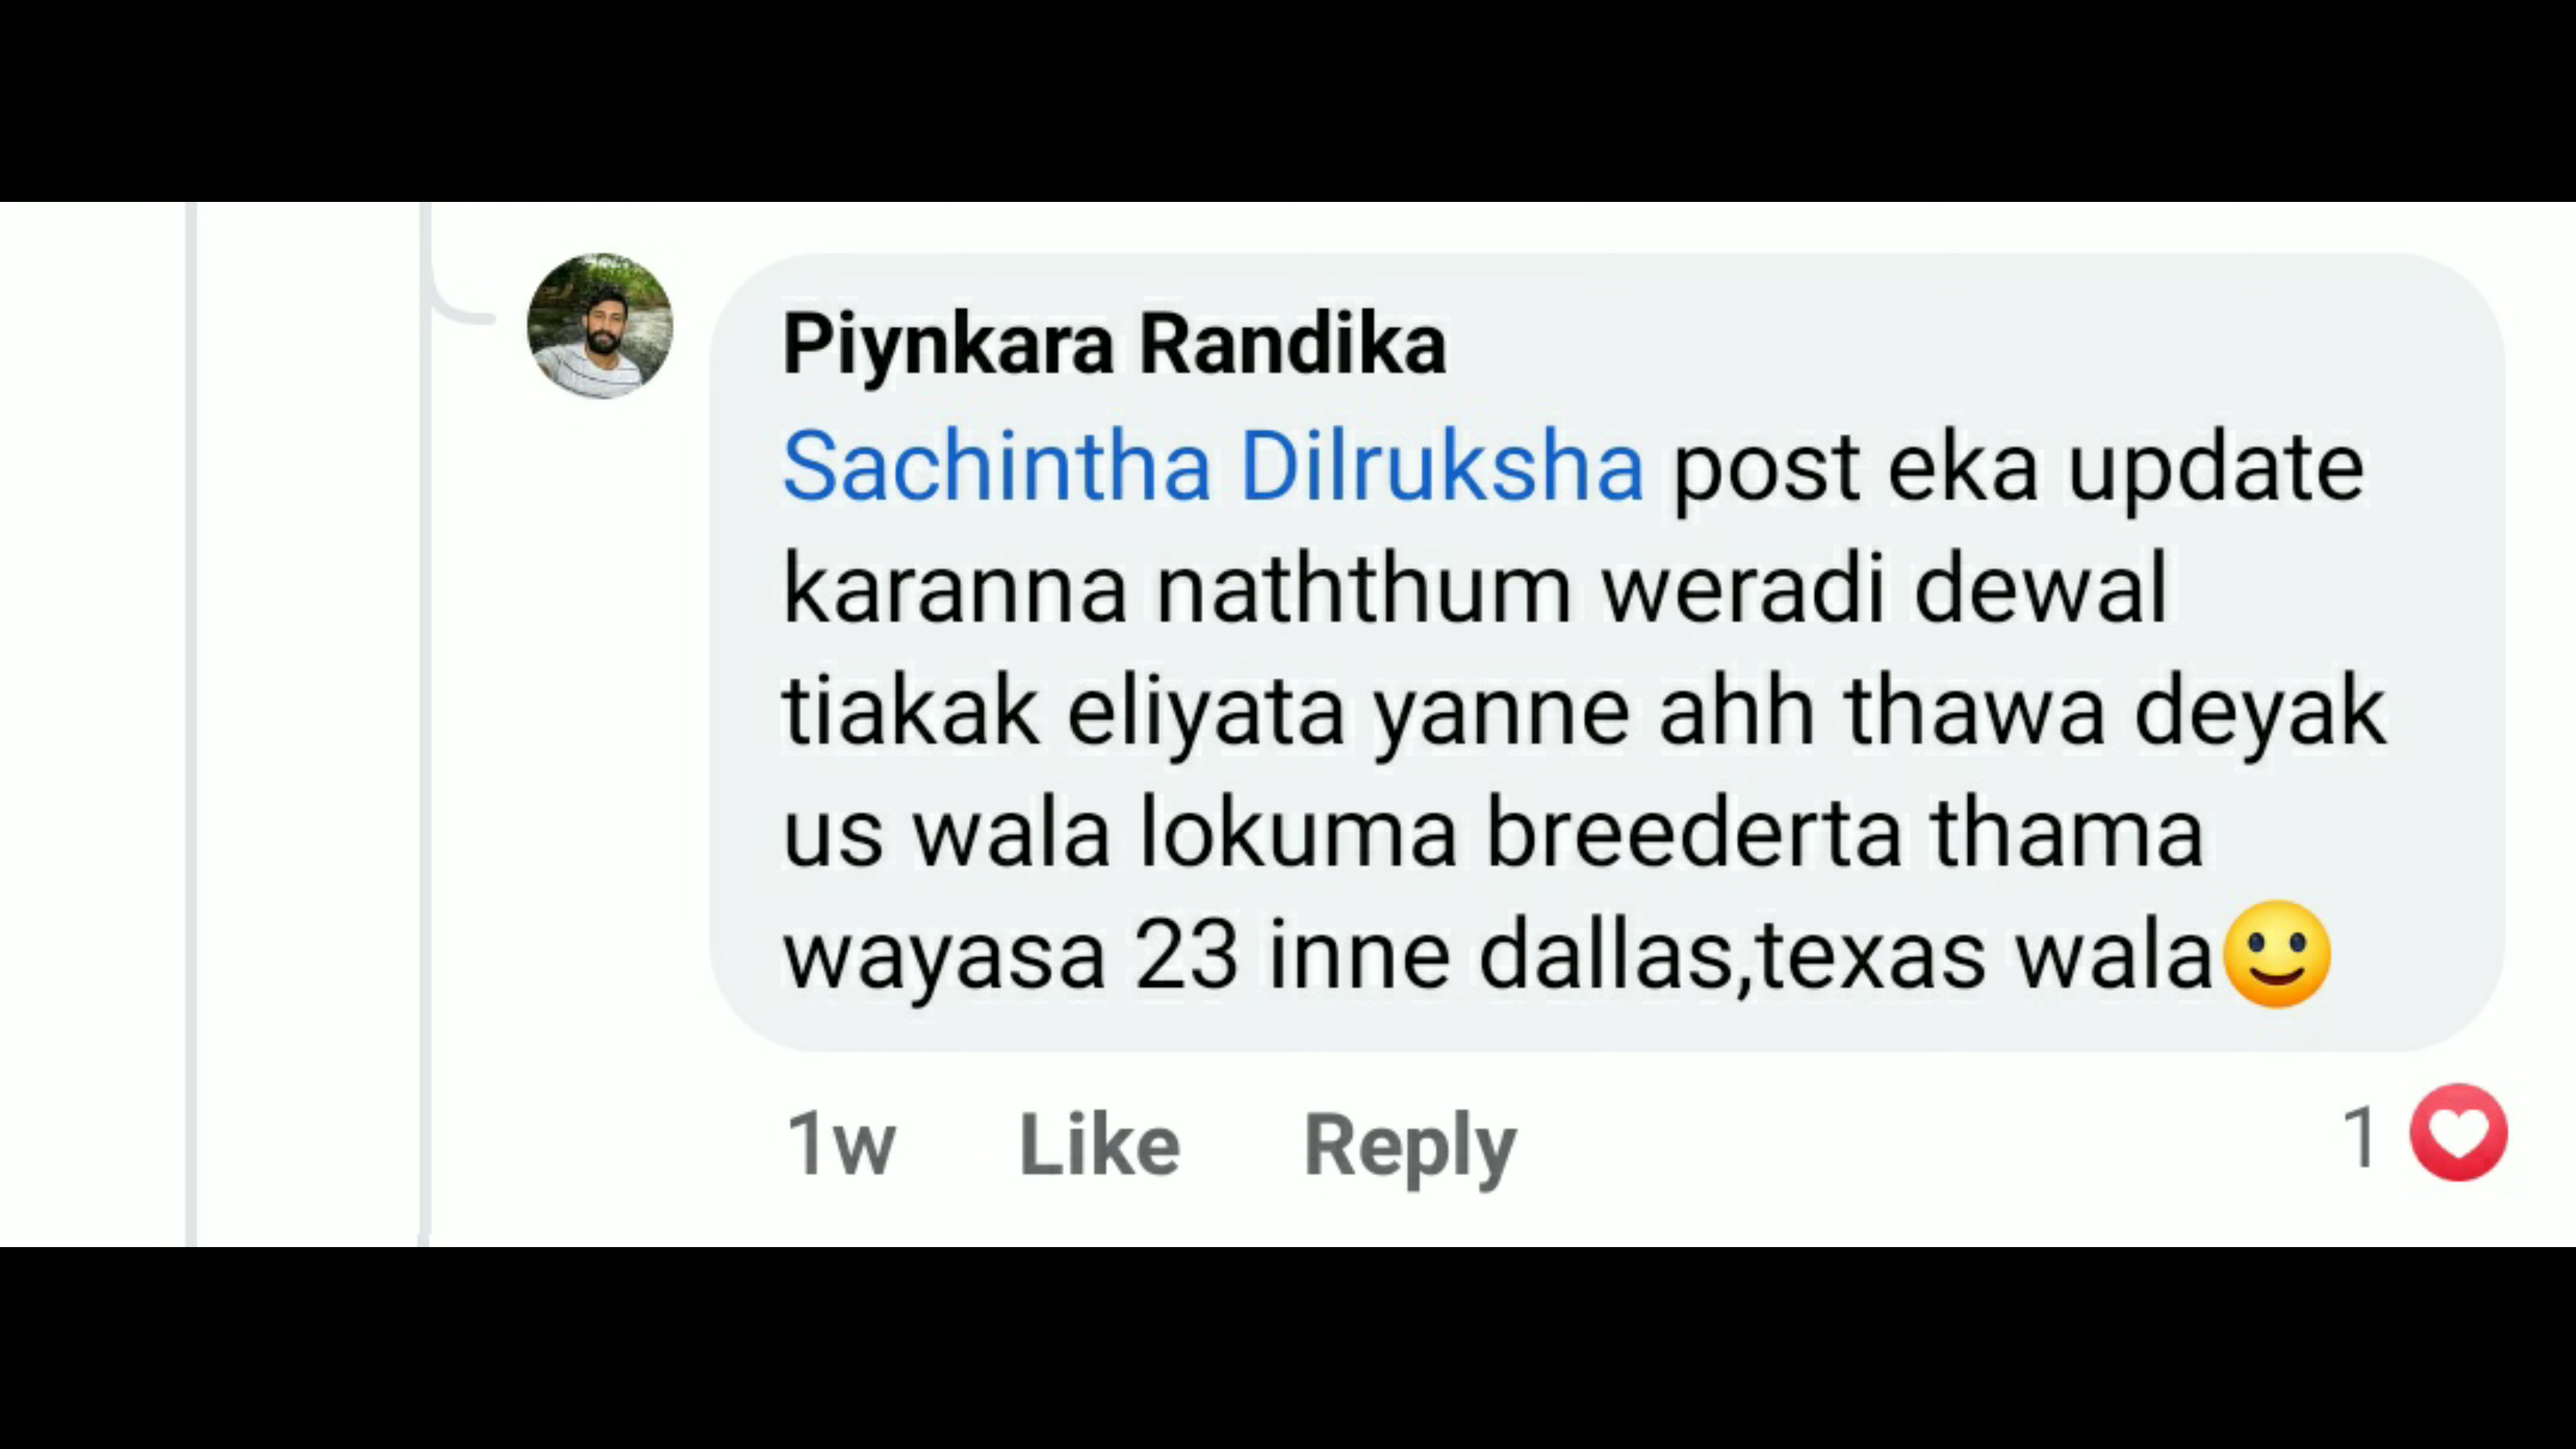 Piynkara Randika
Sachintha Dilruksha post eka update
karanna naththum weradi dewal
tiakak eliyata yanne ahh thawa deyak
us wala lokuma breederta thama
wayasa 23 inne dallas,texas wala🙂
1w Like Reply 1